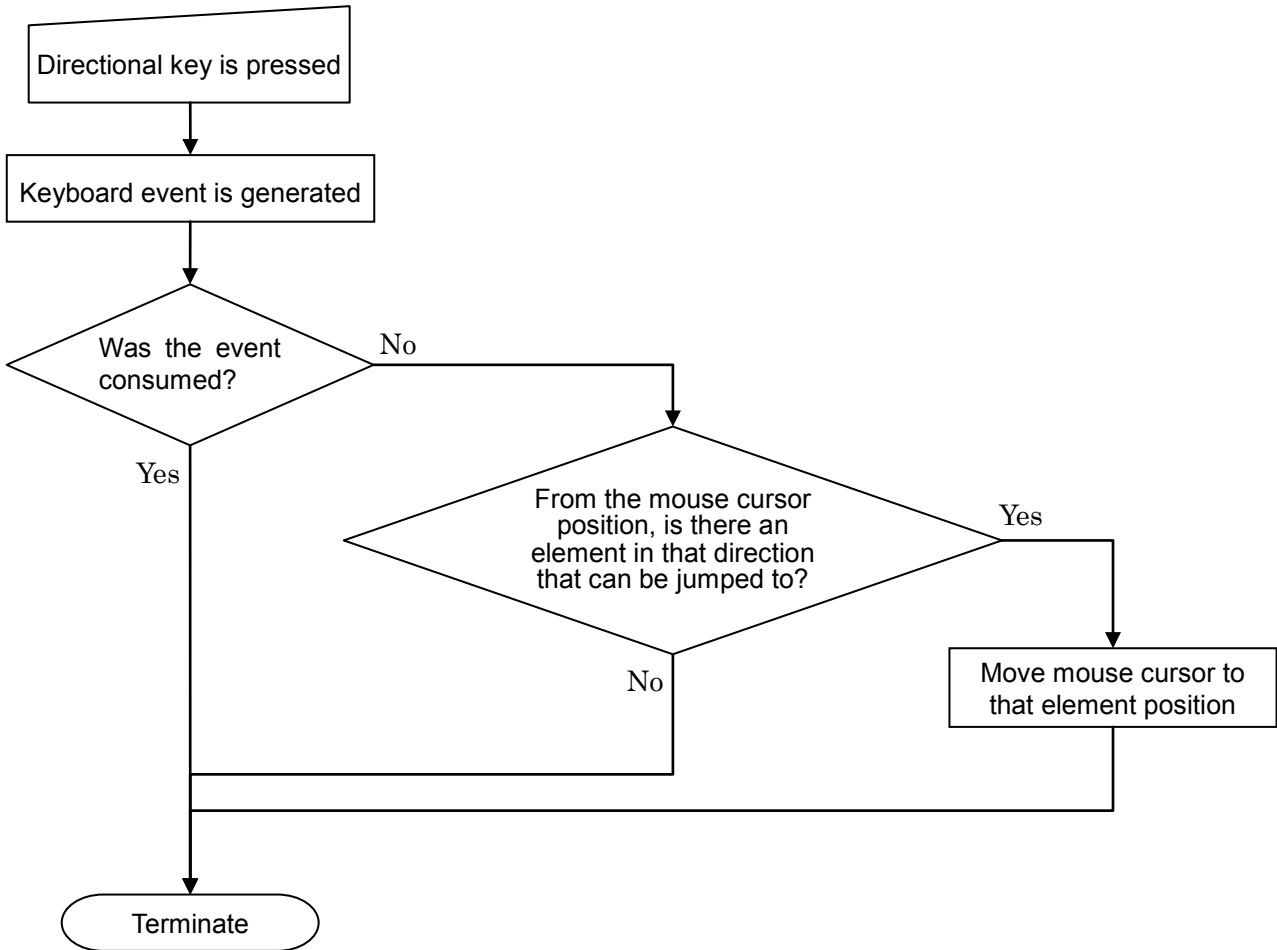 Directional key is pressed
Keyboard event is generated
Was the event
consumed?
No
Yes
From the mouse cursor
position, is there an
element in that direction
that can be jumped to?
Yes
No
Move mouse cursor to
that element position
Terminate